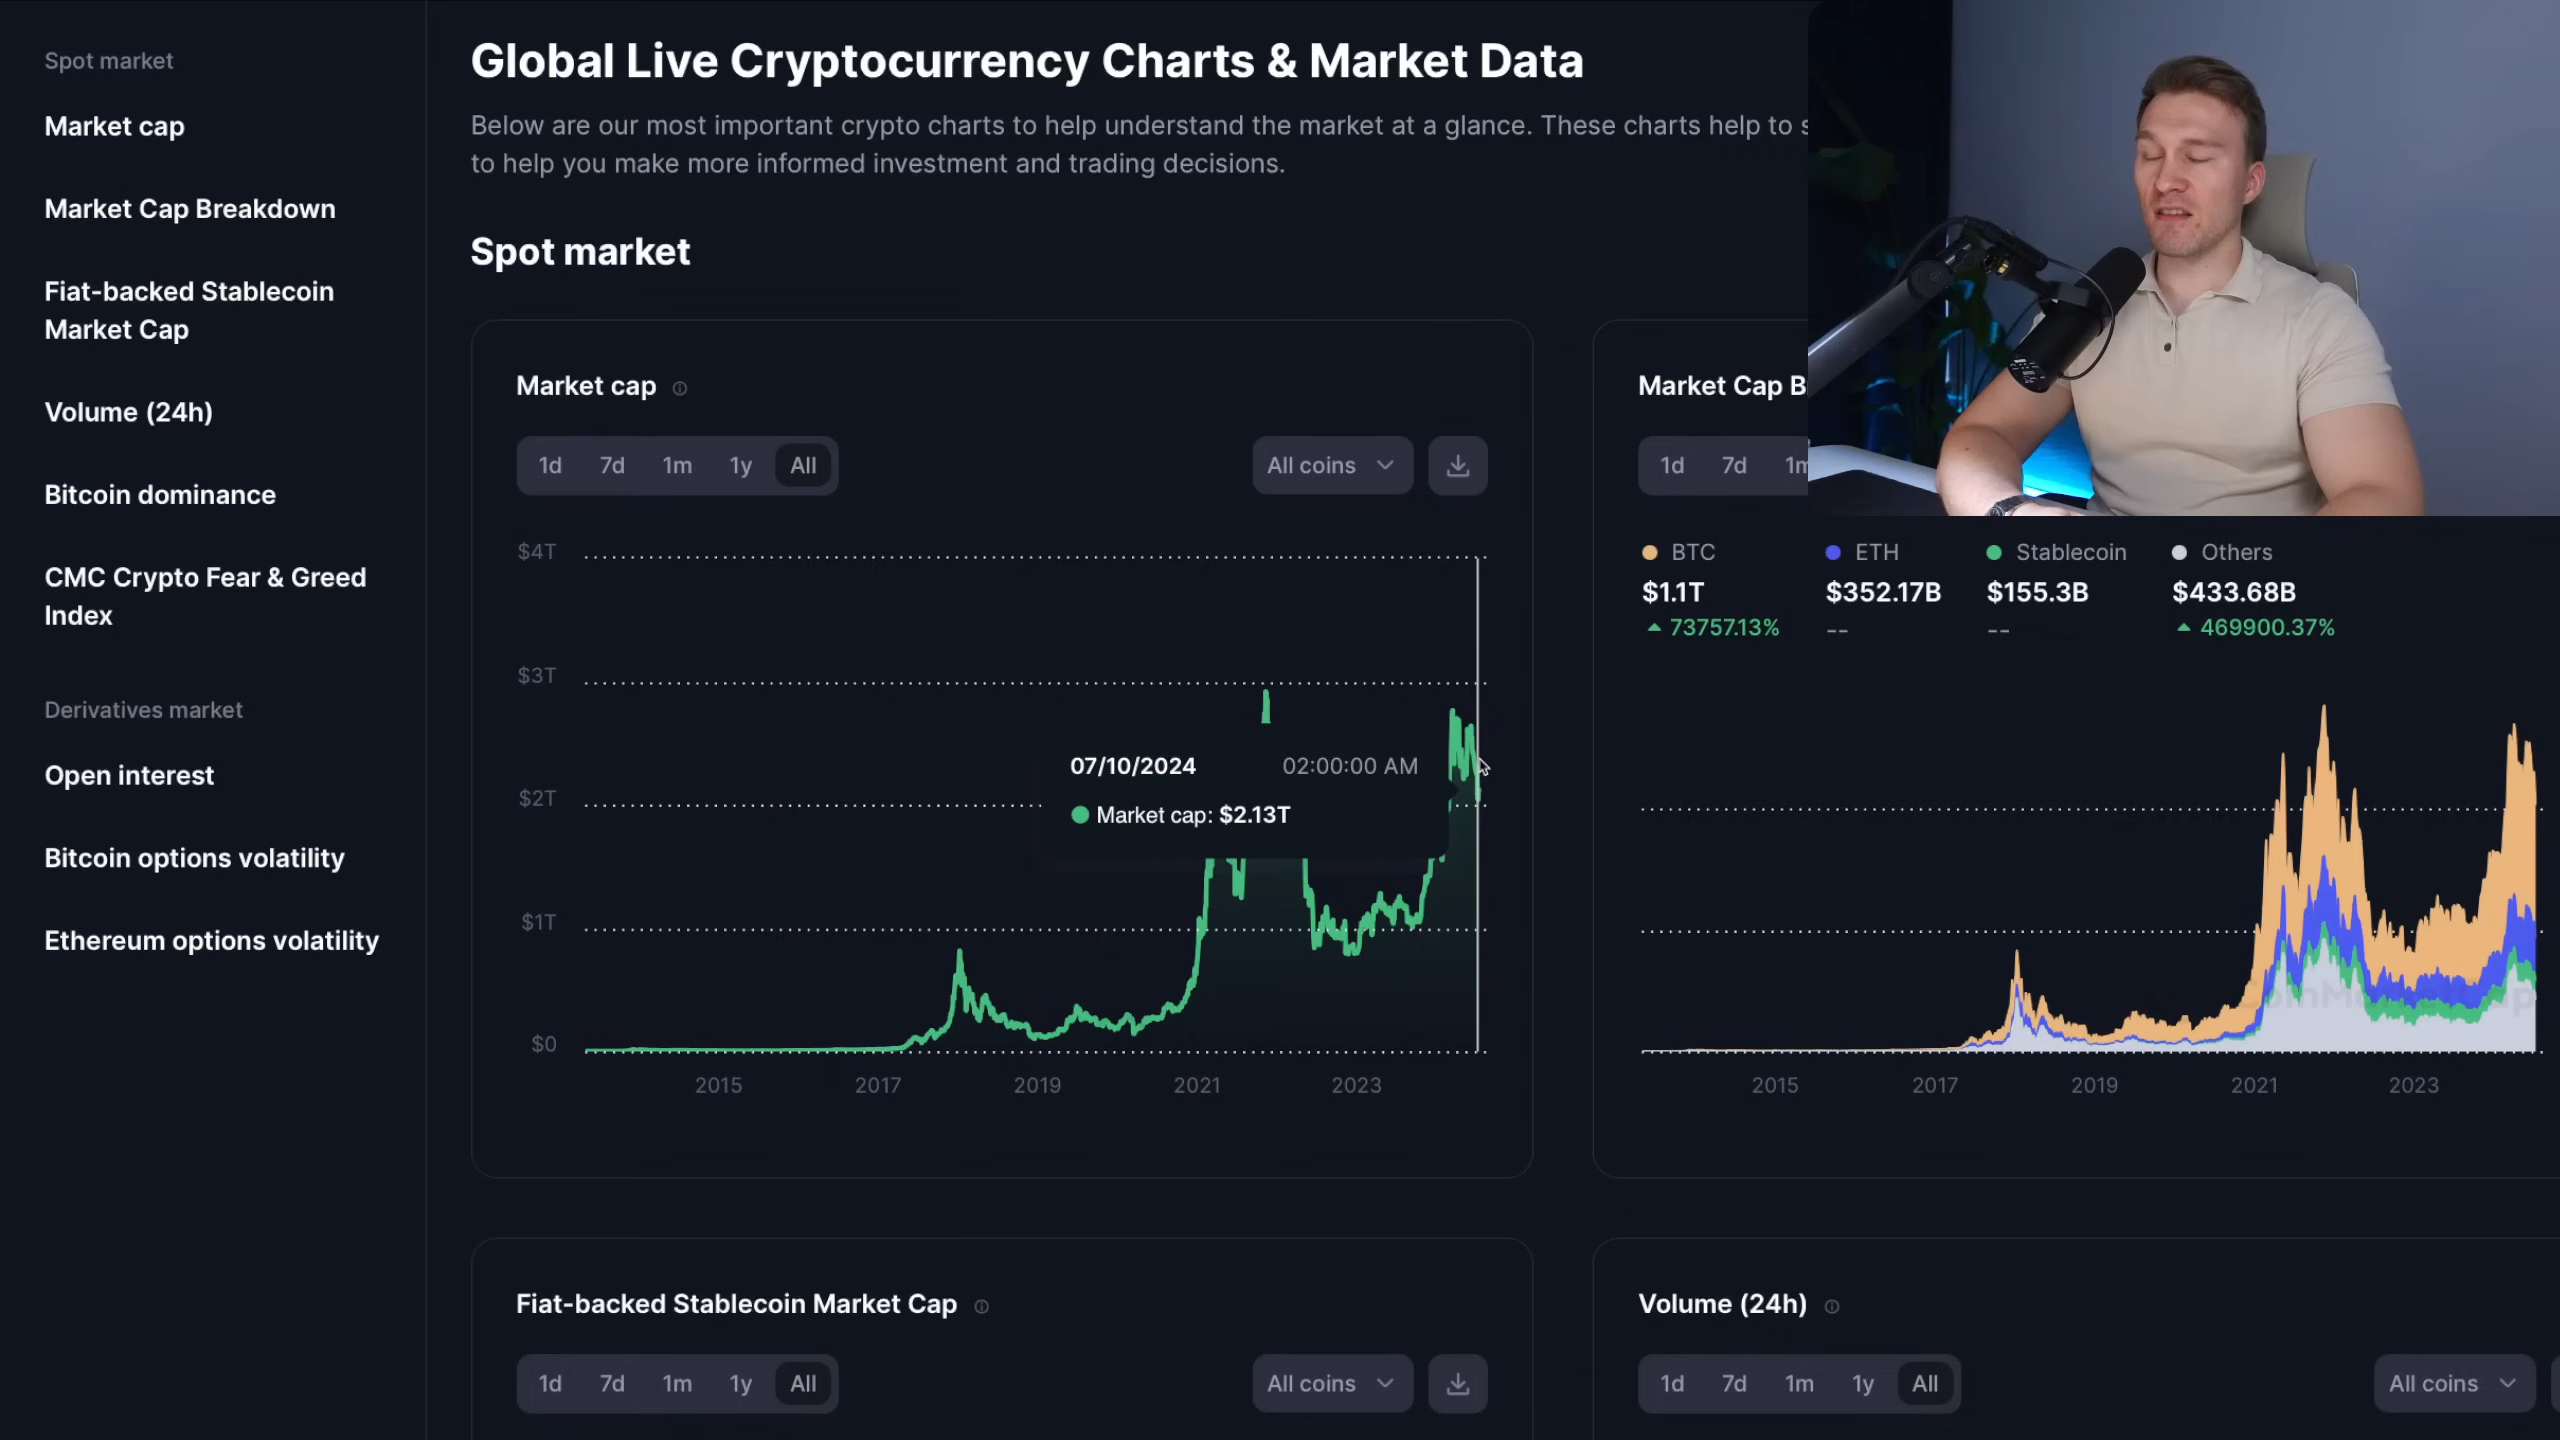 Spot market
Market cap
Market Cap Breakdown
Fiat-backed Stablecoin
Market Cap
Volume (24h)
Bitcoin dominance
CMC Crypto Fear & Greed
Index
Derivatives market
Open interest
Bitcoin options volatility
Ethereum options volatility
Global Live Cryptocurrency Charts & Market Data
Below are our most important crypto charts to help understand the market at a glance. These charts help to
to help you make more informed investment and trading decisions.
Spot market
Market cap
1d 7d 1m 1y All
All coins
$4T
$3T
$2T
$1T
$0
07/10/2024 02:00:00 AM
Market cap: $2.13T
2015 2017 2019 2021 2023
Market Cap B
1d 7d 1m
BTC ETH Stablecoin Others
$1.1T $352.17B $155.3B $433.68B
73757.13% -- -- 469900.37%
2015 2017 2019 2021 2023
Fiat-backed Stablecoin Market Cap
1d 7d 1m 1y All
All coins
Volume (24h)
1d 7d 1m 1y All
All coins